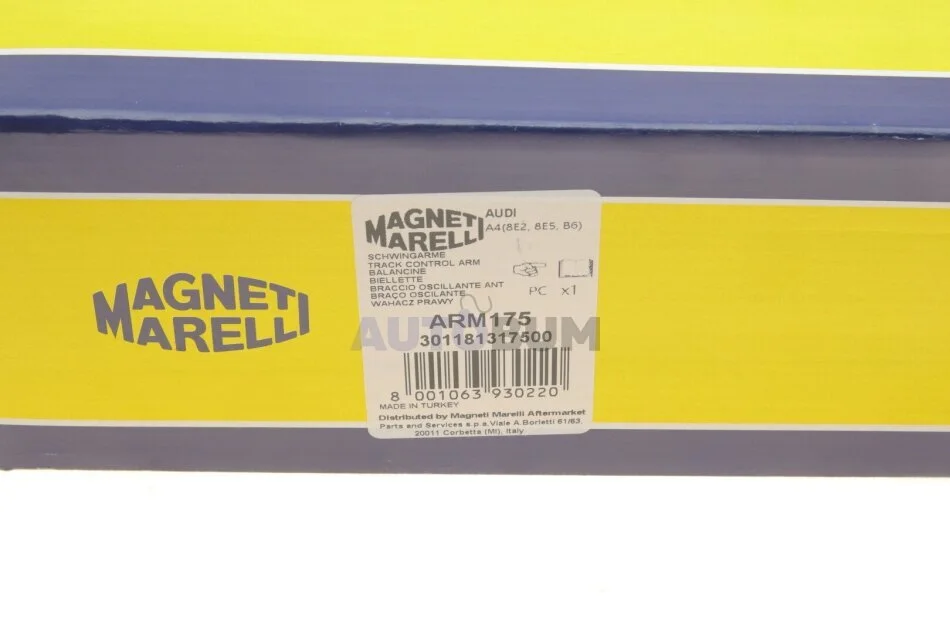 MAGNETI
MARELLI
MAGNETI
MARELLI
AUDI
A4(8E2, 8E5, B6)
SCHWINGARME
TRACK CONTROL ARM
BALANCINE
BIELLETTE
BRACCIO OSCILLANTE ANT
BRAÇO OSCILANTE
WAHACZ PRAWY
PC x1
ARM175
301181317500
8 001063 930220
MADE IN TURKEY
Distributed by Magneti Marelli Aftermarket
Parts and Services s.p.a.Viale A.Borletti 61/63.
20011 Corbetta (MI), Italy